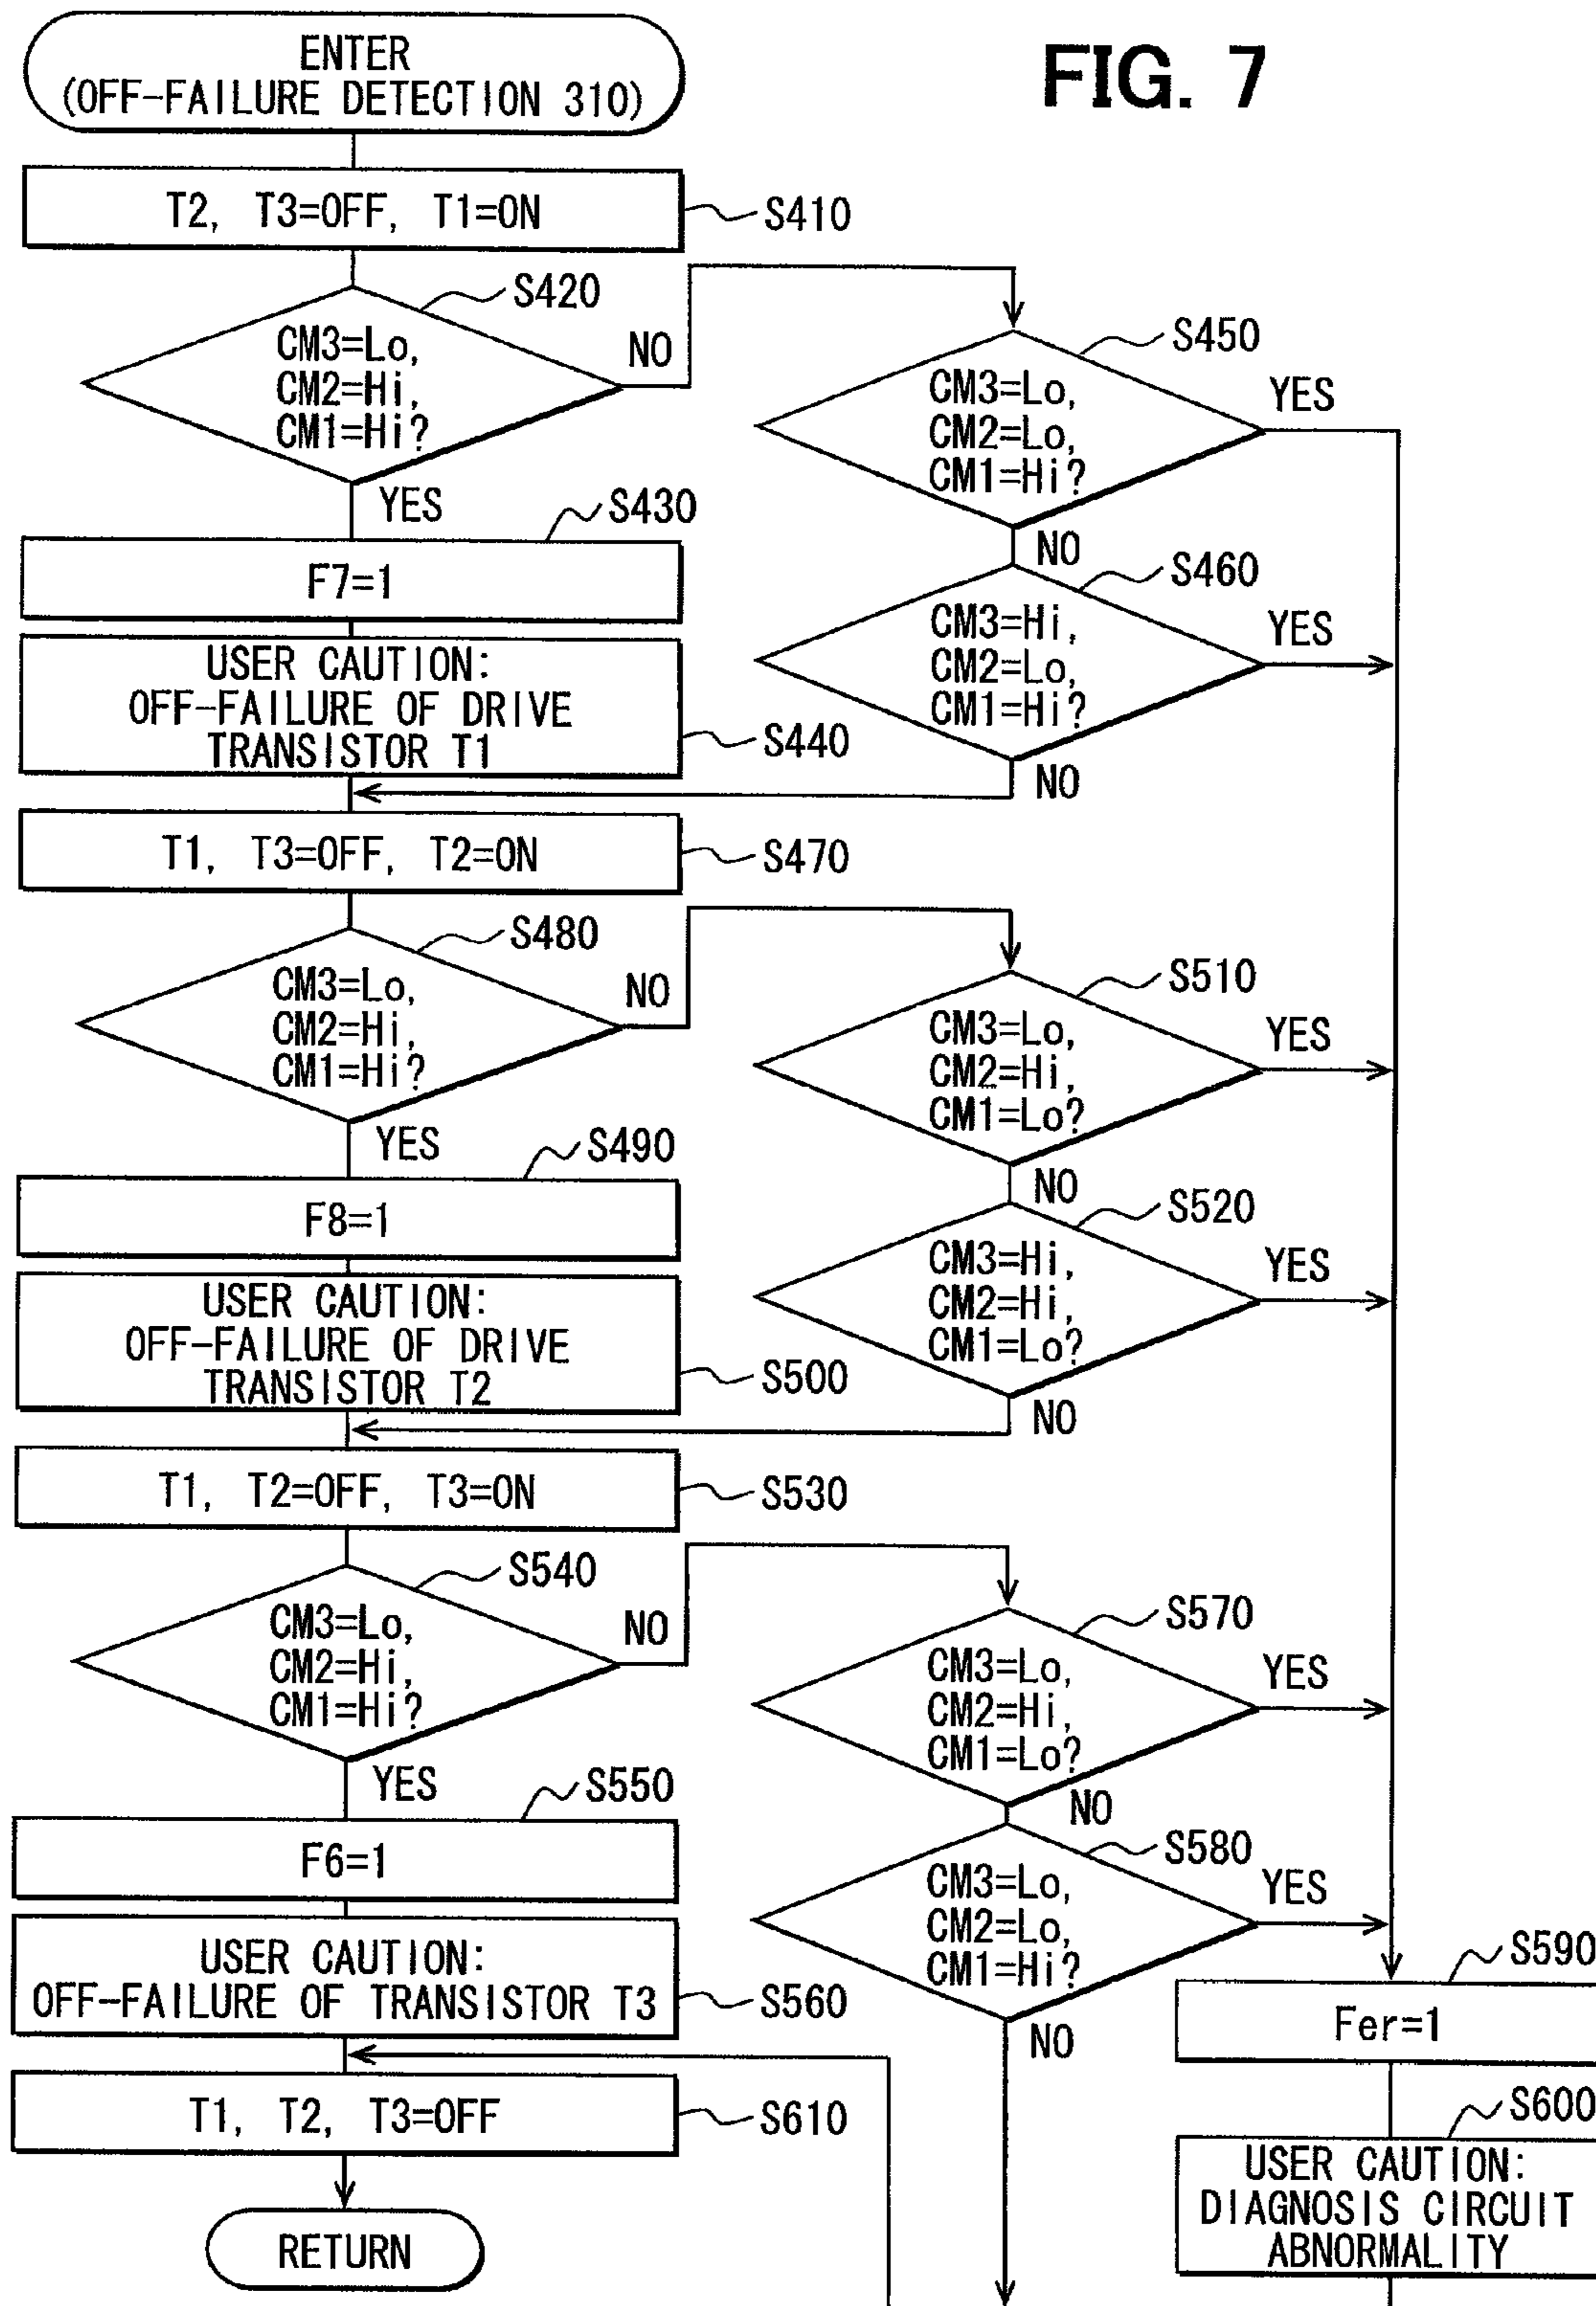 FIG. 7
ENTER
(OFF-FAILURE DETECTION 310)
T2, T3=OFF, T1=ON
S410
S420
CM3=Lo,
CM2=Hi,
CM1=Hi?
NO
YES
S450
CM3=Lo,
CM2=Lo,
CM1=Hi?
YES
NO
S430
F7=1
S460
CM3=Hi,
CM2=Lo,
CM1=Hi?
YES
NO
USER CAUTION:
OFF-FAILURE OF DRIVE
TRANSISTOR T1
S440
T1, T3=OFF, T2=ON
S470
S480
CM3=Lo,
CM2=Hi,
CM1=Hi?
NO
YES
S510
CM3=Lo,
CM2=Hi,
CM1=Lo?
YES
NO
S490
F8=1
S520
CM3=Hi,
CM2=Hi,
CM1=Lo?
YES
NO
USER CAUTION:
OFF-FAILURE OF DRIVE
TRANSISTOR T2
S500
T1, T2=OFF, T3=ON
S530
S540
CM3=Lo,
CM2=Hi,
CM1=Hi?
NO
YES
S570
CM3=Lo,
CM2=Hi,
CM1=Lo?
YES
NO
S550
F6=1
S580
CM3=Lo,
CM2=Lo,
CM1=Hi?
YES
NO
USER CAUTION:
OFF-FAILURE OF TRANSISTOR T3
S560
S590
Fer=1
T1, T2, T3=OFF
S610
S600
USER CAUTION:
DIAGNOSIS CIRCUIT
ABNORMALITY
RETURN